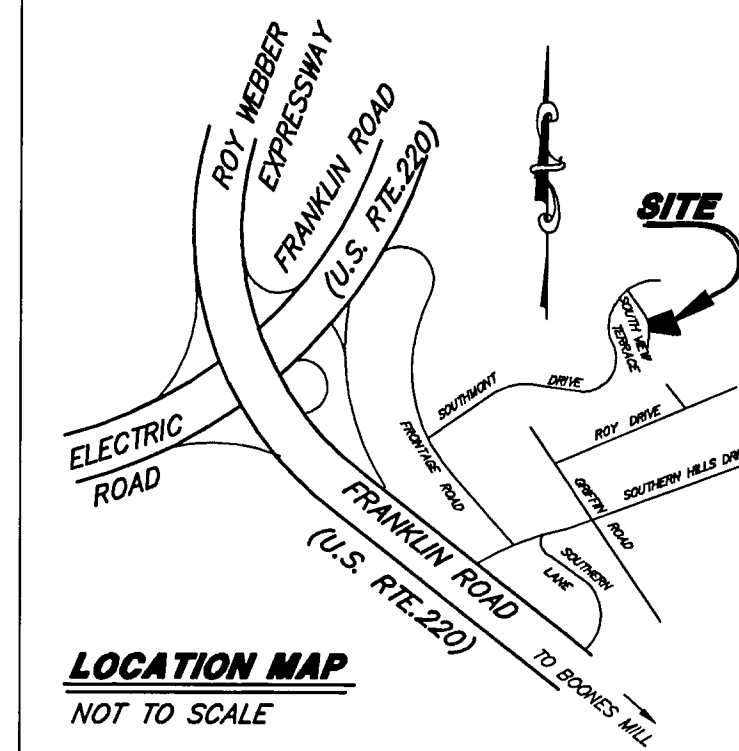 ROY WEBBER
EXPRESSWAY
FRANKLIN ROAD
(U.S. RTE.220)
SITE
SOUTH VIEW
TERRACE
SOUTHMONT DRIVE
ROY DRIVE
ELECTRIC
ROAD
FRONTAGE ROAD
GRIFFIN ROAD
SOUTHERN HILLS DRI
FRANKLIN ROAD
(U.S. RTE.220)
SOUTHERN
LANE
TO BOONES MILL
LOCATION MAP
NOT TO SCALE